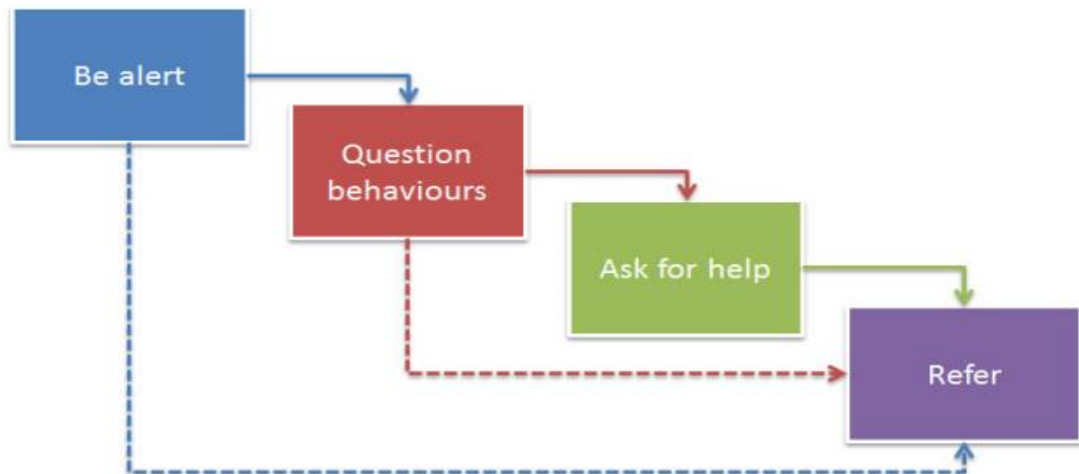 Be alert
Question
behaviours
Ask for help
Refer